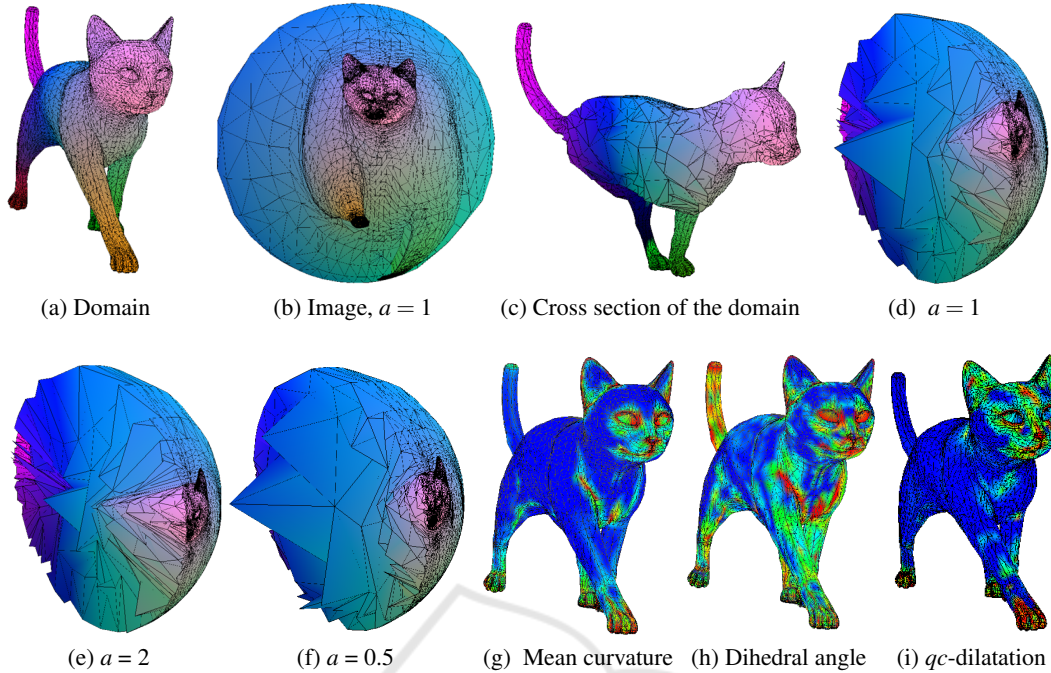 (a) Domain
(b) Image, a = 1
(c) Cross section of the domain
(d) a = 1
(e) a = 2
(f) a = 0.5
(g) Mean curvature
(h) Dihedral angle
(i) qc-dilatation